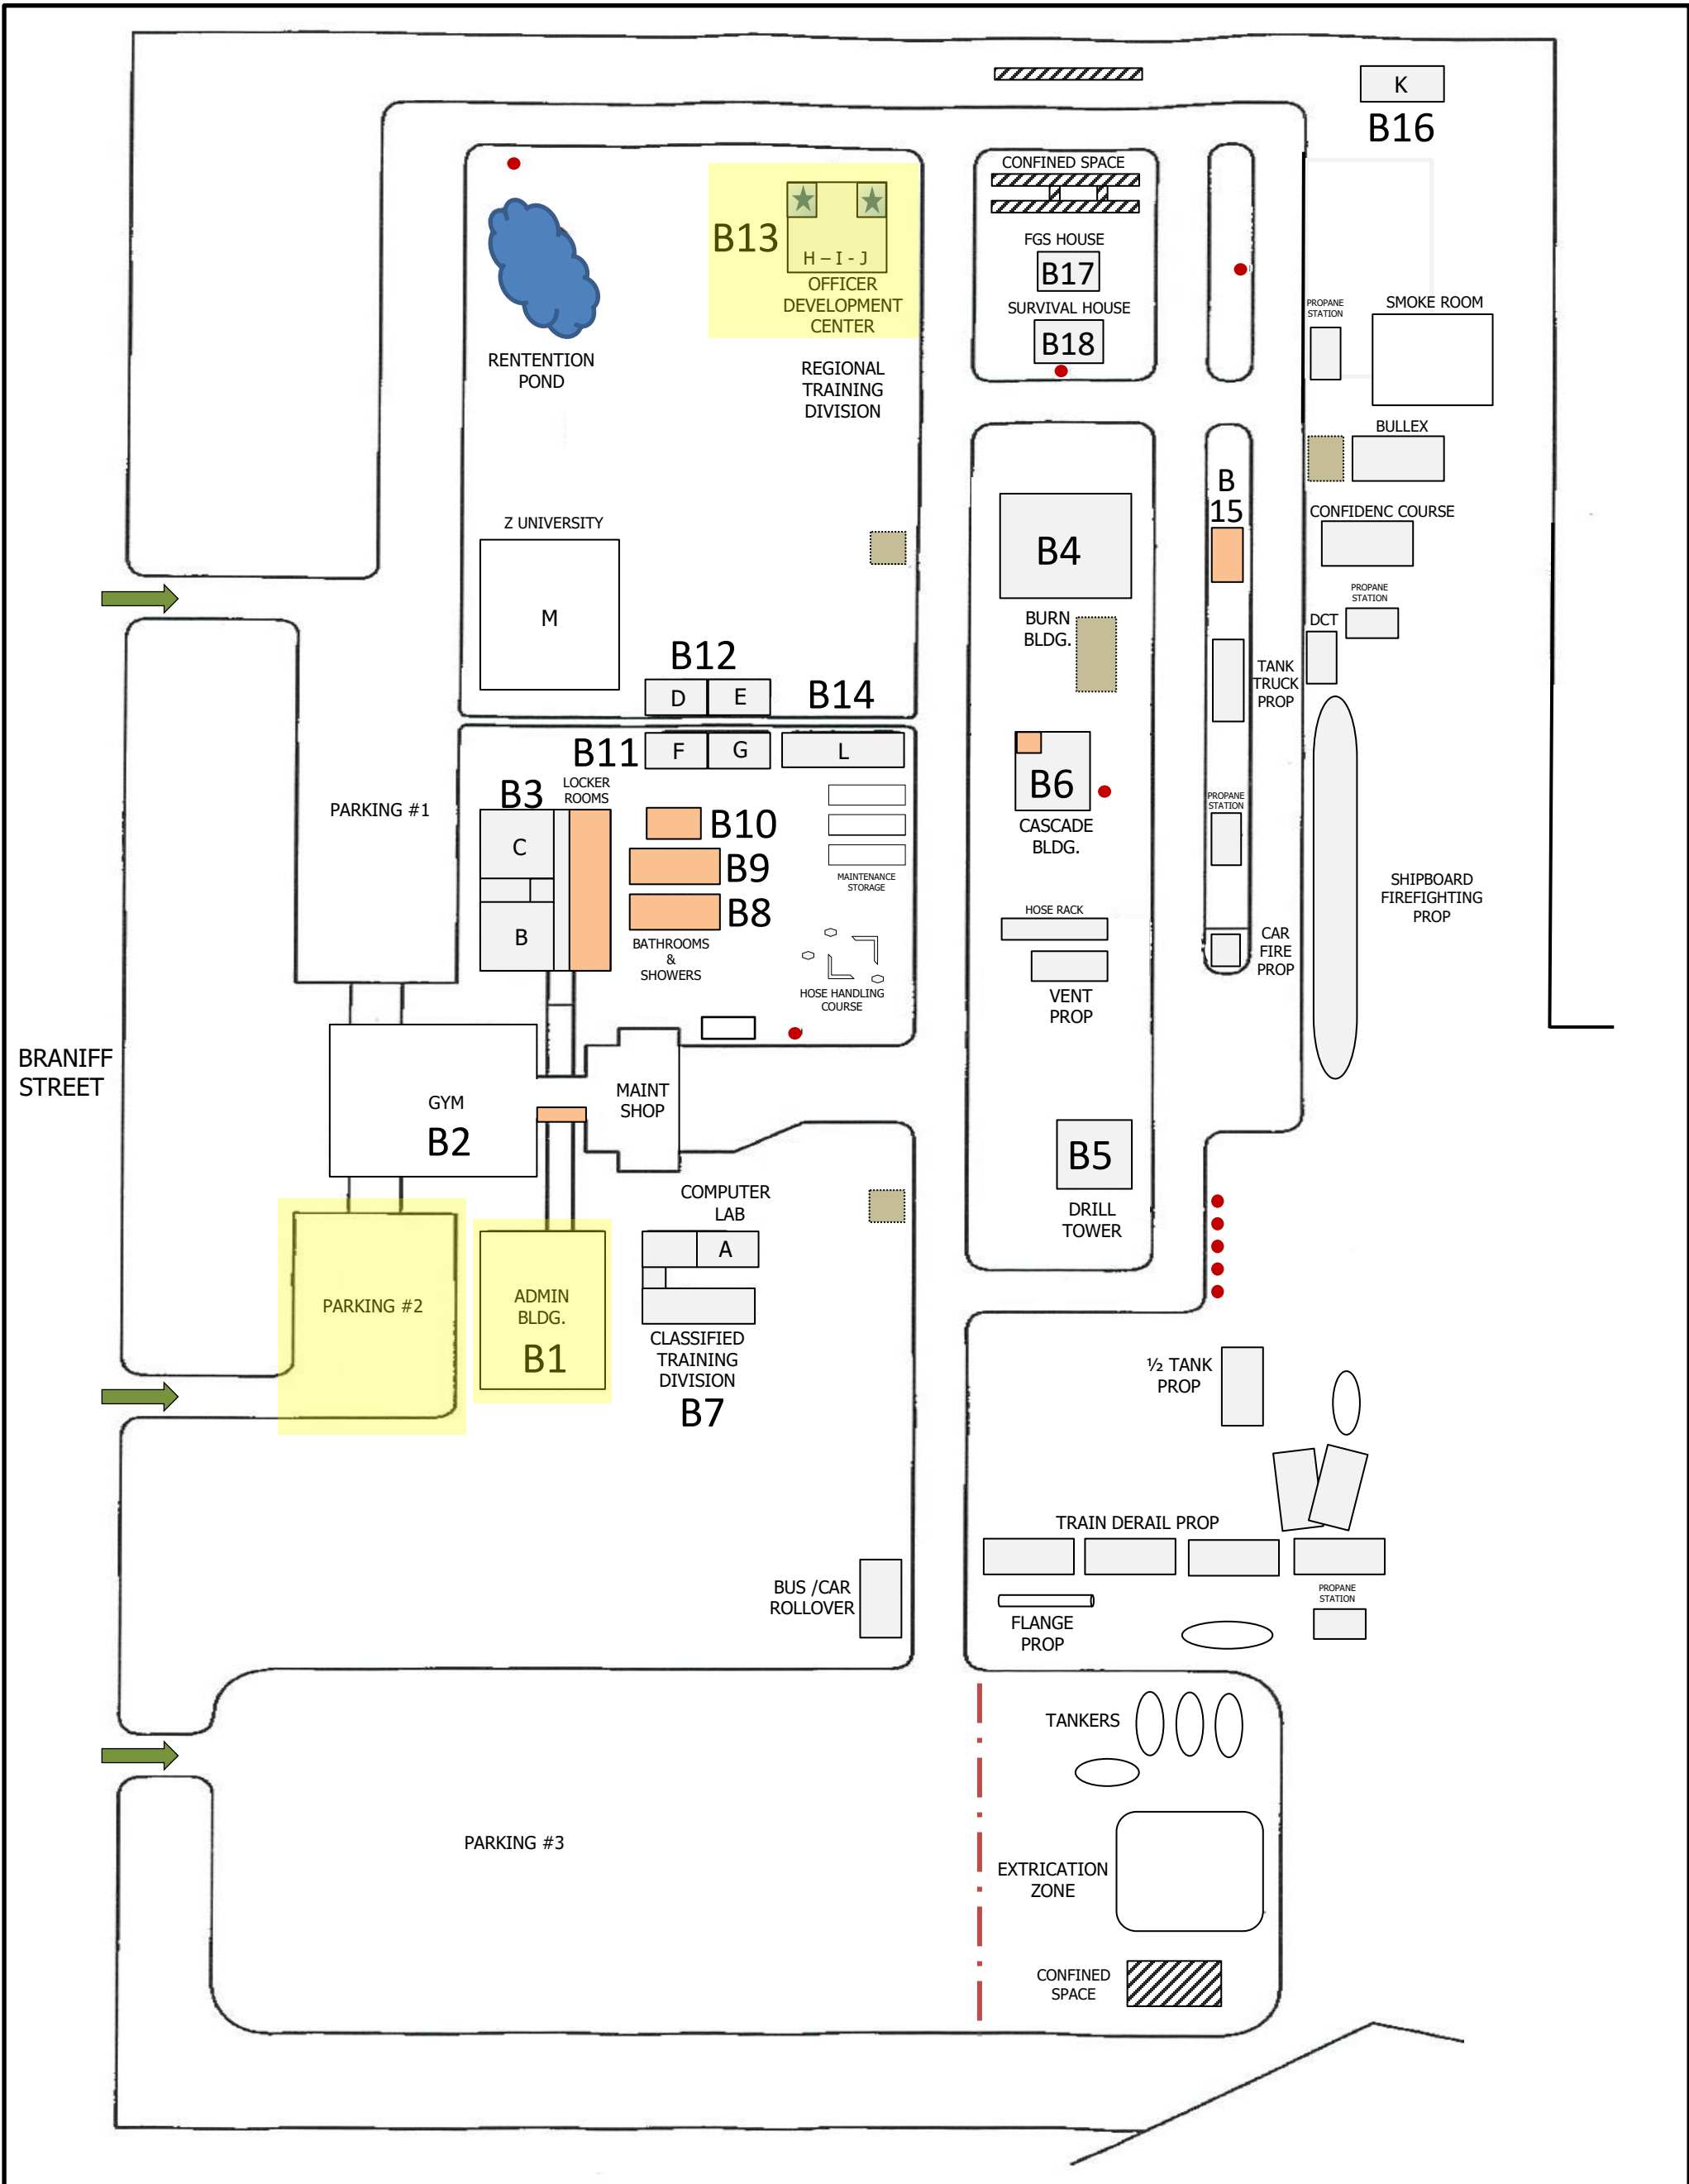 K
B16
CONFINED SPACE
B13
H – I - J
OFFICER
DEVELOPMENT
CENTER
FGS HOUSE
B17
SURVIVAL HOUSE
B18
PROPANE
STATION
SMOKE ROOM
RENTENTION
POND
REGIONAL
TRAINING
DIVISION
BULLEX
B
15
CONFIDENC COURSE
Z UNIVERSITY
M
B4
BURN
BLDG.
PROPANE
STATION
DCT
TANK
TRUCK
PROP
B12
D
E
B14
B11
F
G
L
B3
LOCKER
ROOMS
PARKING #1
C
B
B10
B9
B8
BATHROOMS
&
SHOWERS
MAINTENANCE
STORAGE
HOSE HANDLING
COURSE
B6
CASCADE
BLDG.
PROPANE
STATION
SHIPBOARD
FIREFIGHTING
PROP
HOSE RACK
VENT
PROP
CAR
FIRE
PROP
BRANIFF
STREET
GYM
B2
MAINT
SHOP
B5
DRILL
TOWER
COMPUTER
LAB
A
PARKING #2
ADMIN
BLDG.
B1
CLASSIFIED
TRAINING
DIVISION
B7
½ TANK
PROP
TRAIN DERAIL PROP
BUS /CAR
ROLLOVER
FLANGE
PROP
PROPANE
STATION
TANKERS
PARKING #3
EXTRICATION
ZONE
CONFINED
SPACE